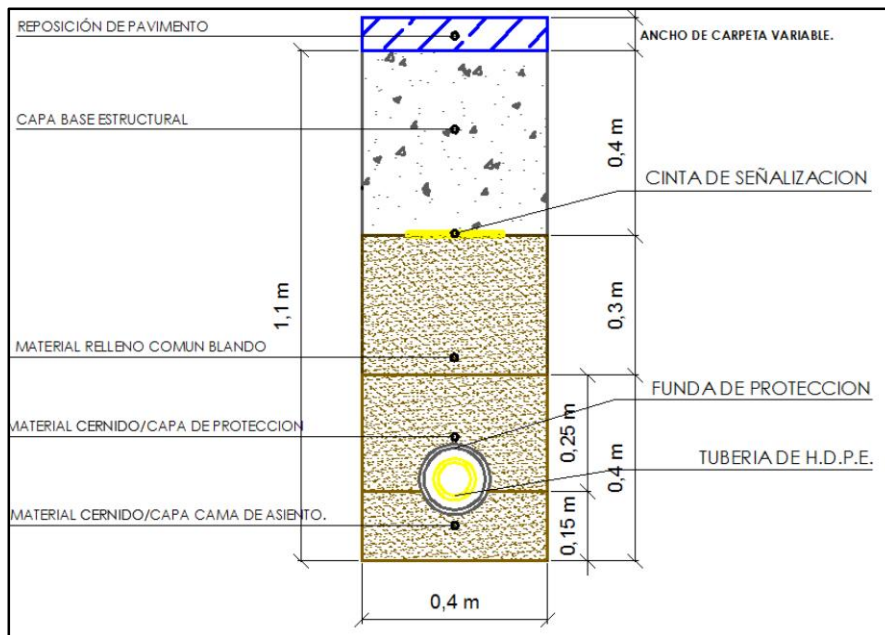 REPOSICIÓN DE PAVIMENTO
ANCHO DE CARPETA VARIABLE.
CAPA BASE ESTRUCTURAL
0,4 m
CINTA DE SEÑALIZACION
1,1 m
0,3 m
MATERIAL RELLENO COMUN BLANDO
FUNDA DE PROTECCION
0,25 m
MATERIAL CERNIDO/CAPA DE PROTECCION
0,4 m
TUBERIA DE H.D.P.E.
MATERIAL CERNIDO/CAPA CAMA DE ASIENTO.
0,15 m
0,4 m